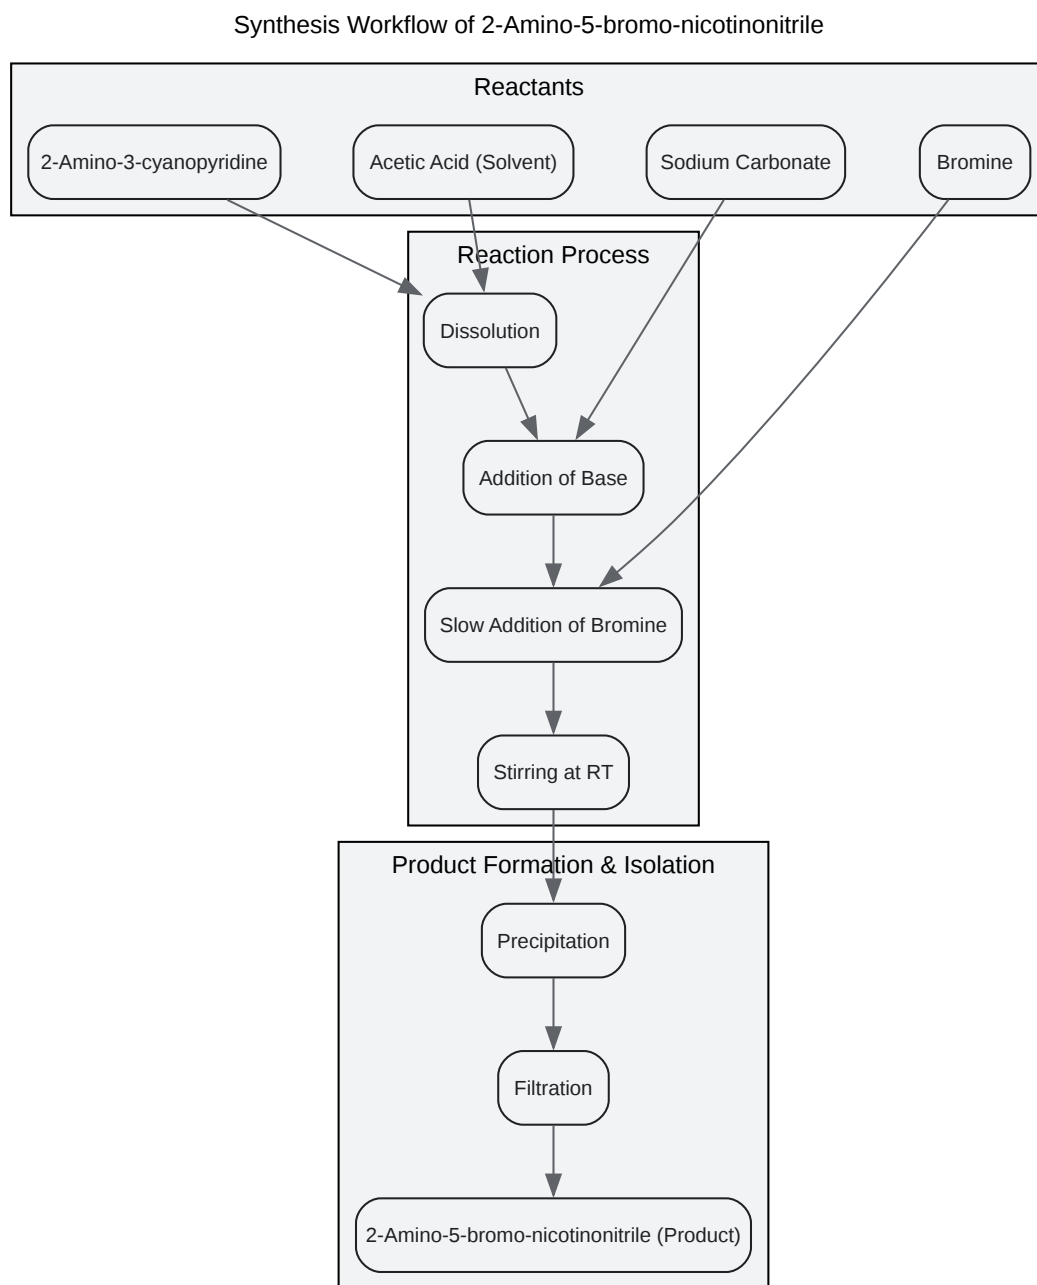 Synthesis Workflow of 2-Amino-5-bromo-nicotinonitrile
Reactants
2-Amino-3-cyanopyridine
Acetic Acid (Solvent)
Sodium Carbonate
Bromine
Reaction Process
Dissolution
Addition of Base
Slow Addition of Bromine
Stirring at RT
Product Formation & Isolation
Precipitation
Filtration
2-Amino-5-bromo-nicotinonitrile (Product)